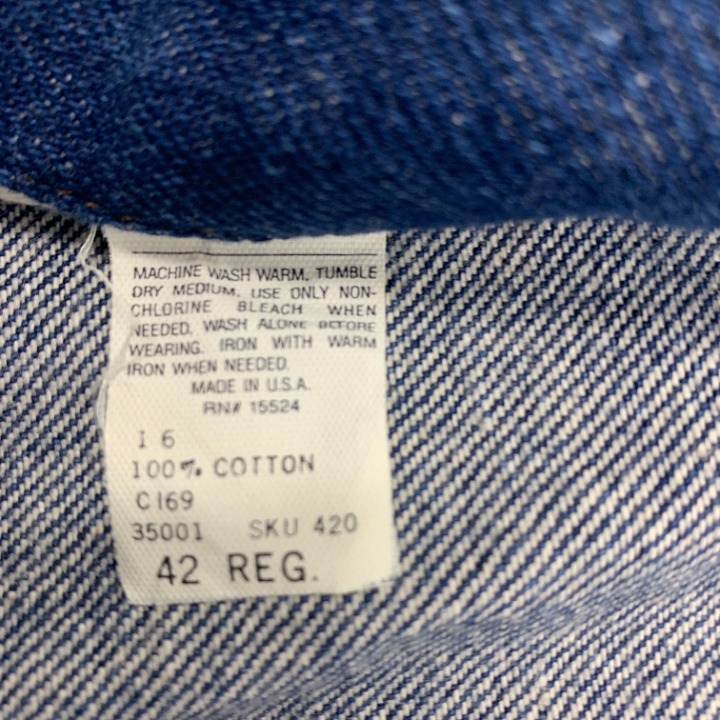 MACHINE WASH WARM. TUMBLE
DRY MEDIUM. USE ONLY NON-
CHLORINE BLEACH WHEN
NEEDED. WASH ALONE BEFORE
WEARING. IRON WITH WARM
IRON WHEN NEEDED.
MADE IN U.S.A.
RN# 15524
I 6
100% COTTON
C169
35001 SKU 420
42 REG.